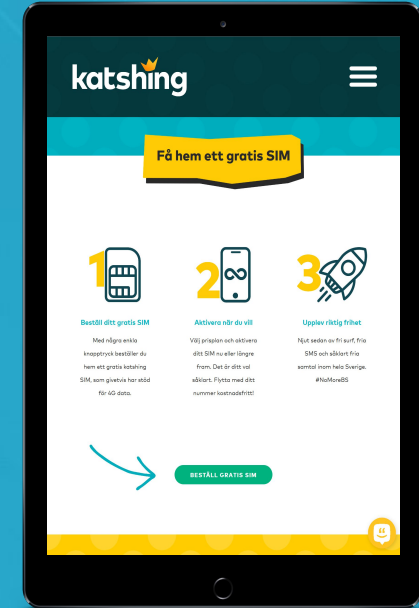 katshing
Få hem ett gratis SIM
1
2
3
Beställ ditt gratis SIM
Med några enkla
knapptryck beställer du
hem ett gratis katshing
SIM, som givetvis har stöd
för 4G data.
Aktivera när du vill
Välj prisplan och aktivera
ditt SIM nu eller längre
fram. Det är ditt val
såklart. Flytta med ditt
nummer kostnadsfritt!
Upplev riktig frihet
Njut sedan av fri surf, fria
SMS och såklart fria
samtal inom hela Sverige.
#NoMoreBS
BESTÄLL GRATIS SIM